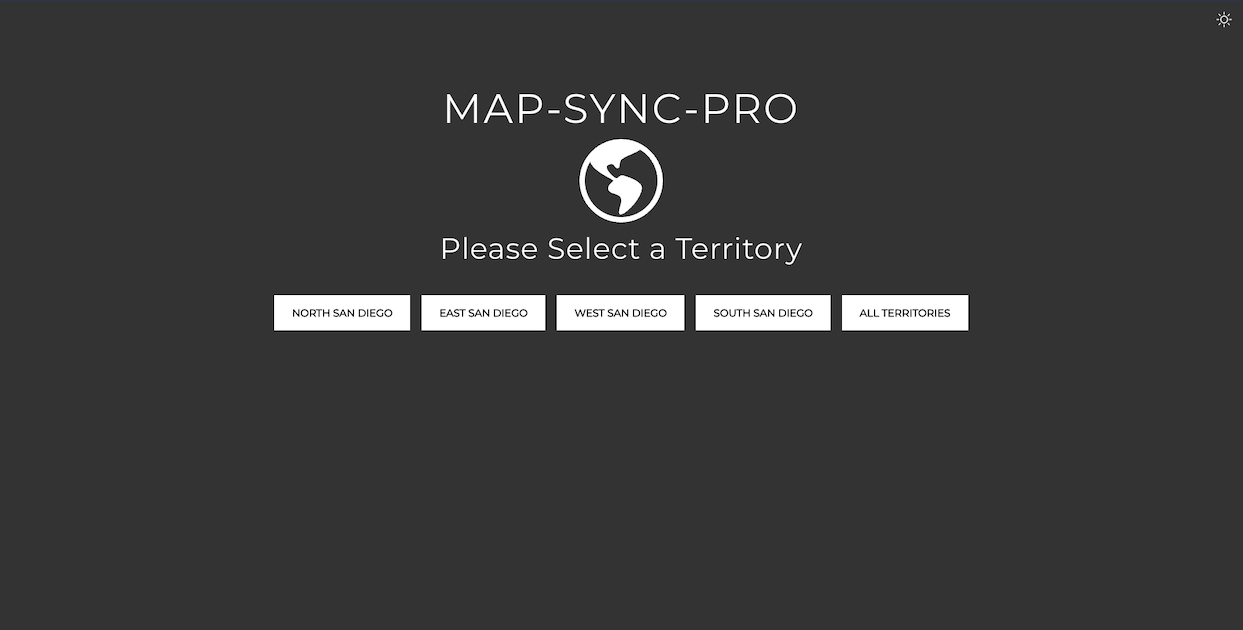 MAP-SYNC-PRO
Please Select a Territory
NORTH SAN DIEGO
EAST SAN DIEGO
WEST SAN DIEGO
SOUTH SAN DIEGO
ALL TERRITORIES